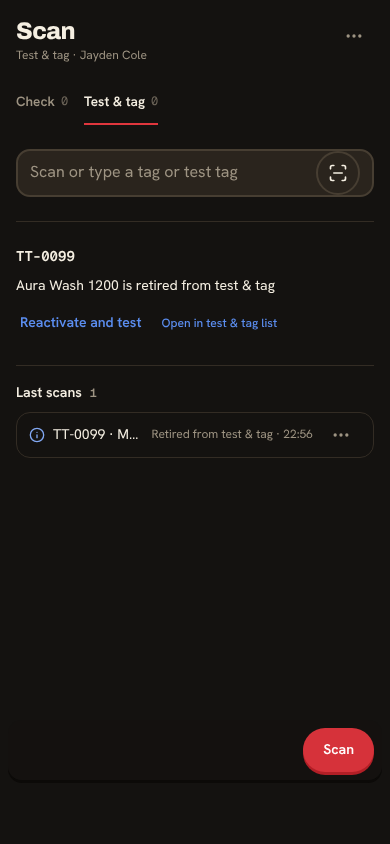 Scan
Test & tag · Jayden Cole
Check 0 Test & tag 0
Scan or type a tag or test tag
TT-0099
Aura Wash 1200 is retired from test & tag
Reactivate and test Open in test & tag list
Last scans 1
TT-0099 · M... Retired from test & tag · 22:56
Scan